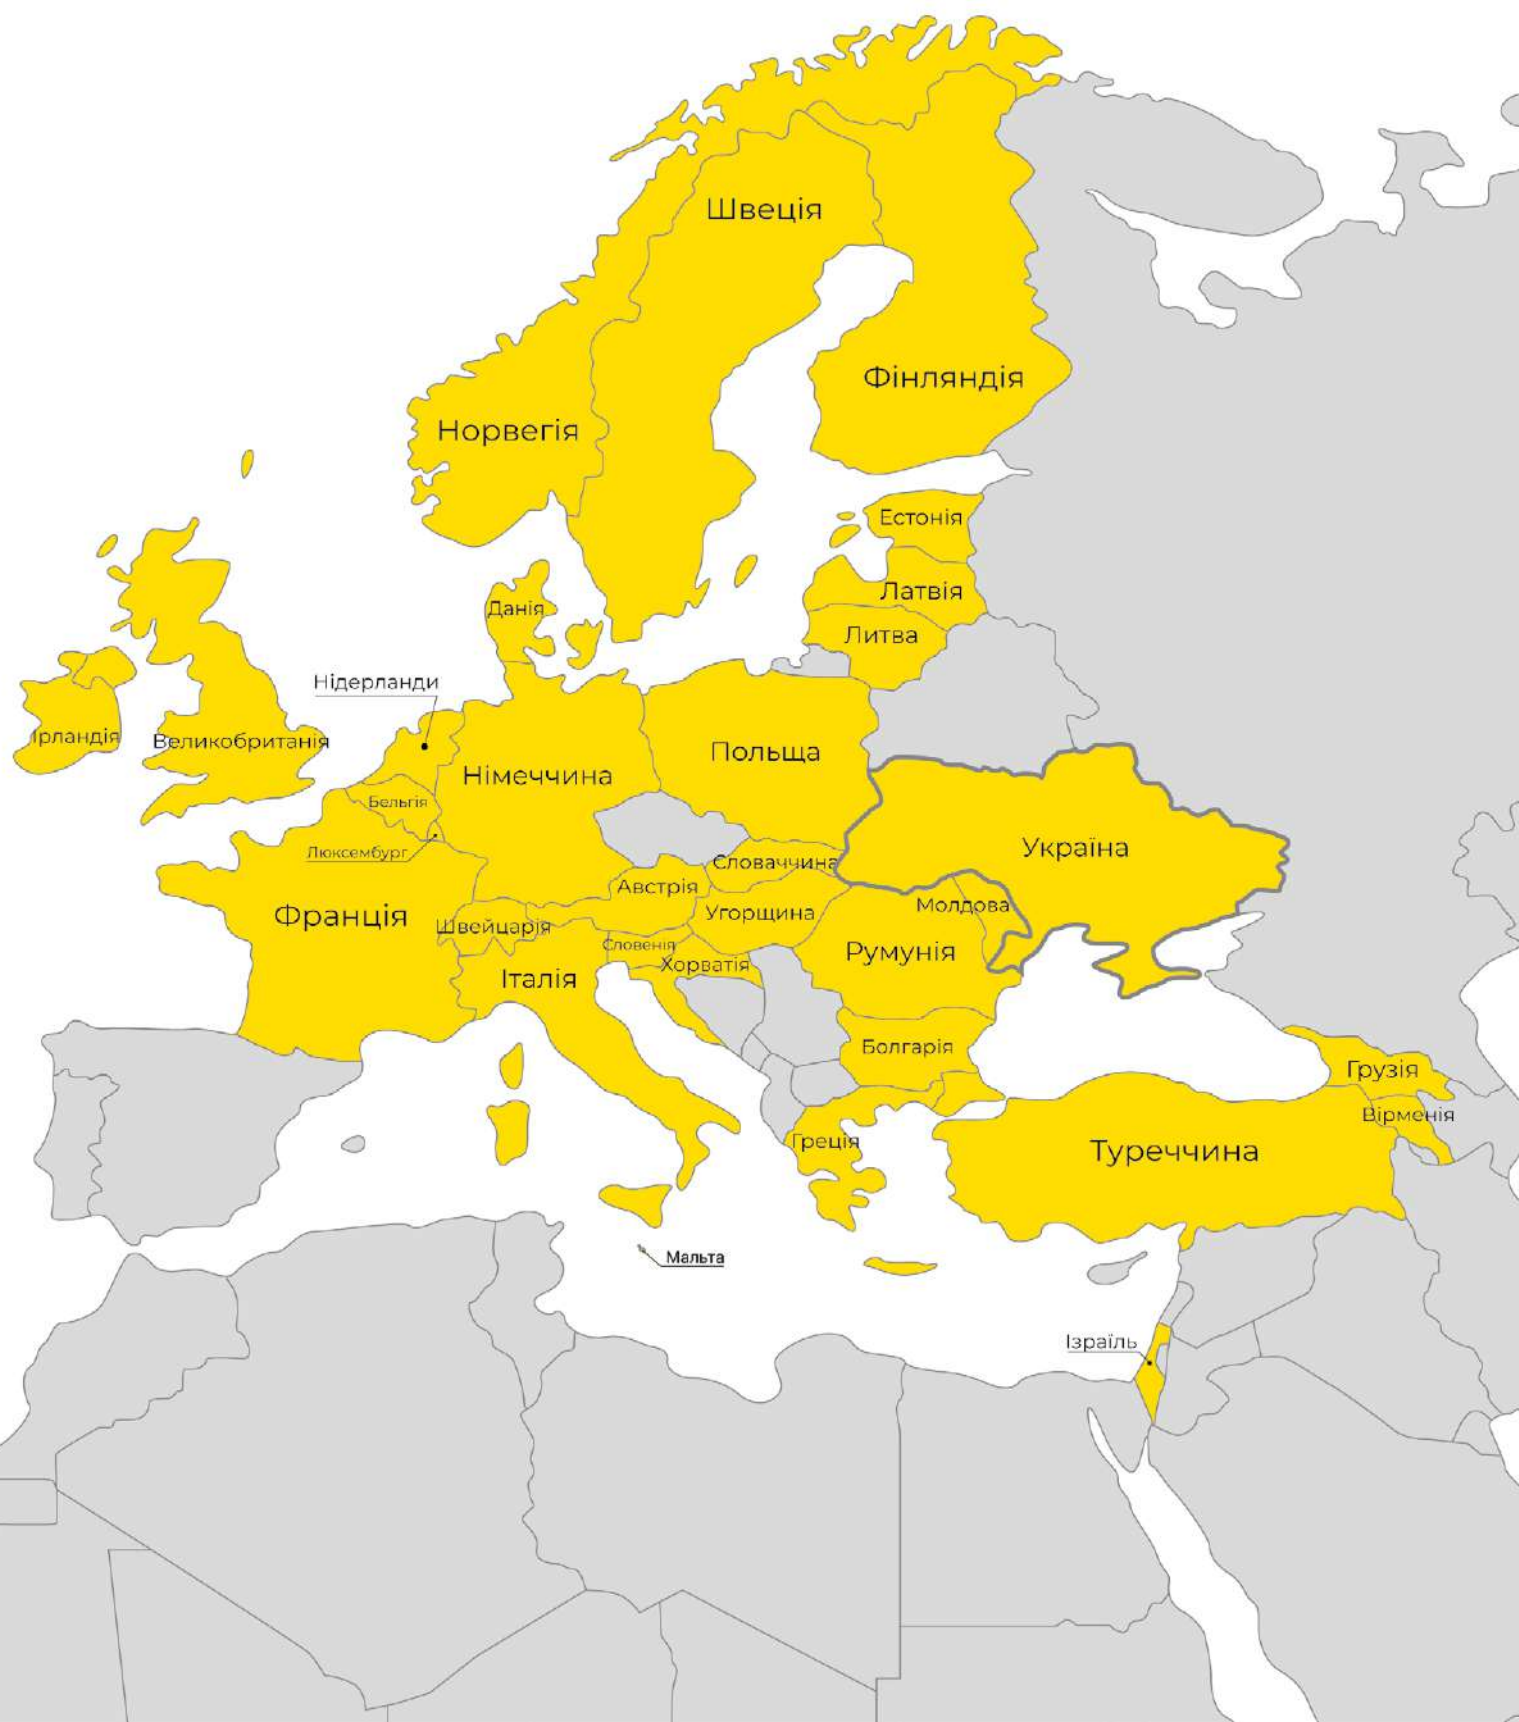 Швеція
Фінляндія
Норвегія
Естонія
Латвія
Данія
Литва
Нідерланди
Ірландія
Великобританія
Польща
Німеччина
Бельгія
Україна
Люксембург
Словаччина
Австрія
Молдова
Угорщина
Франція
Швейцарія
Словенія
Румунія
Хорватія
Італія
Болгарія
Грузія
Вірменія
Греція
Туреччина
Мальта
Ізраїль